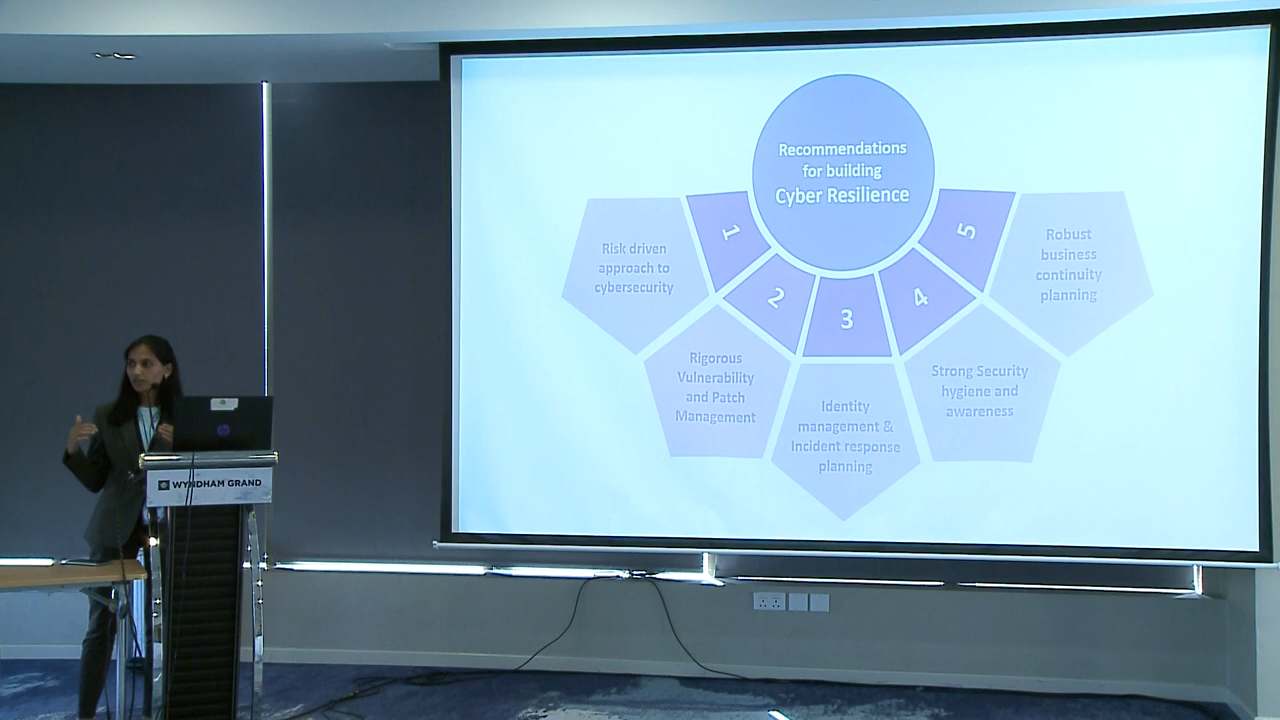 Recommendations
for building
Cyber Resilience
1
Risk driven
approach to
cybersecurity
2
Rigorous
Vulnerability
and Patch
Management
3
Identity
management &
Incident response
planning
4
Strong Security
hygiene and
awareness
5
Robust
business
continuity
planning
WYNDHAM GRAND
hp